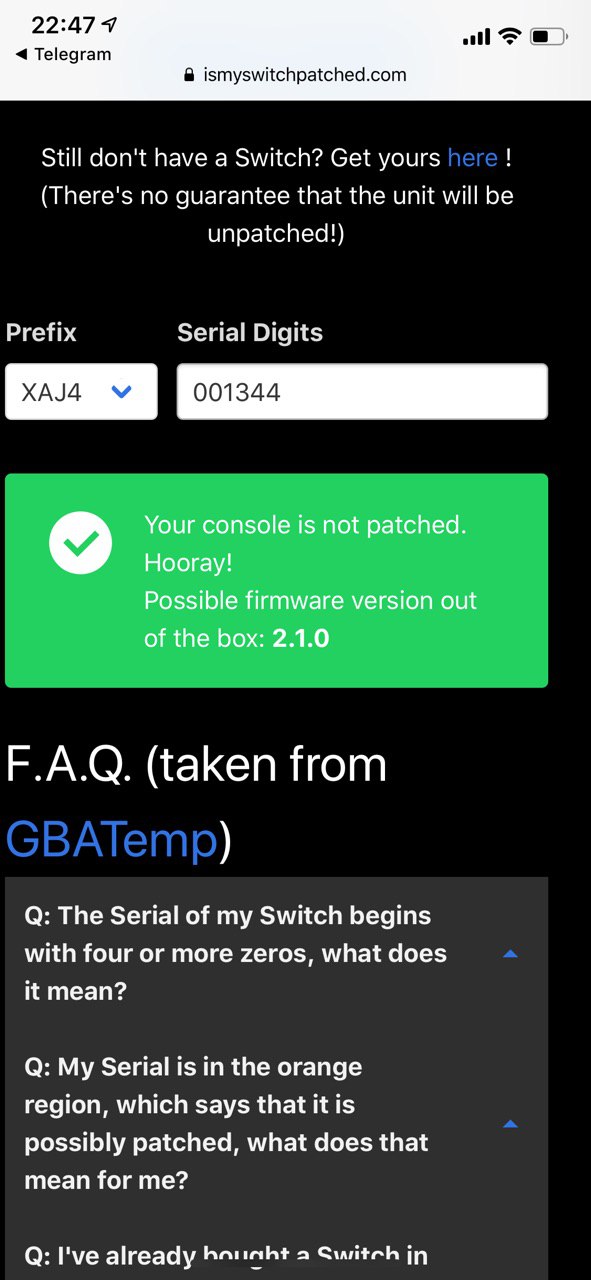 22:47
◀ Telegram
ismyswitchpatched.com
Still don't have a Switch? Get yours here !
(There's no guarantee that the unit will be
unpatched!)
Prefix Serial Digits
XAJ4 001344
Your console is not patched.
Hooray!
Possible firmware version out
of the box: 2.1.0
F.A.Q. (taken from
GBATemp)
Q: The Serial of my Switch begins
with four or more zeros, what does
it mean?
Q: My Serial is in the orange
region, which says that it is
possibly patched, what does that
mean for me?
Q: I've already bought a Switch in